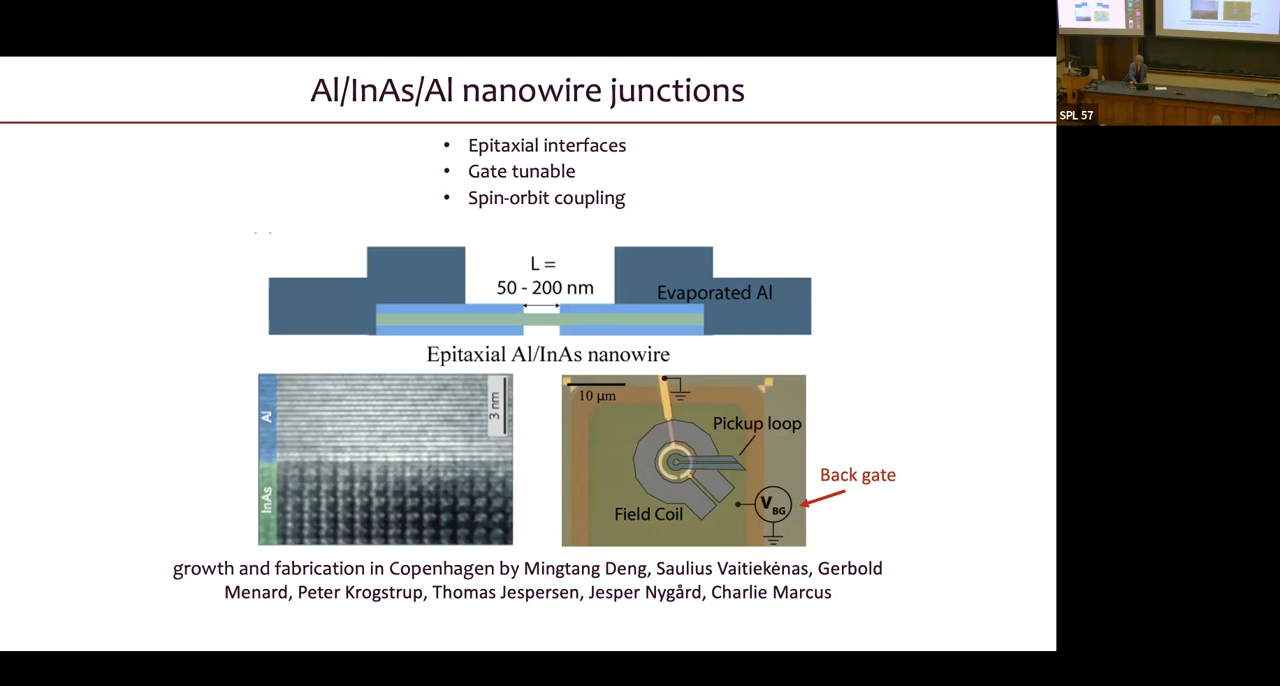 Al/InAs/Al nanowire junctions
• Epitaxial interfaces
• Gate tunable
• Spin-orbit coupling
L =
50 - 200 nm
Evaporated Al
Epitaxial Al/InAs nanowire
Al
InAs
3 nm
10 µm
Pickup loop
Field Coil
VBG
Back gate
growth and fabrication in Copenhagen by Mingtang Deng, Saulius Vaitiekėnas, Gerbold
Menard, Peter Krogstrup, Thomas Jespersen, Jesper Nygård, Charlie Marcus
SPL 57